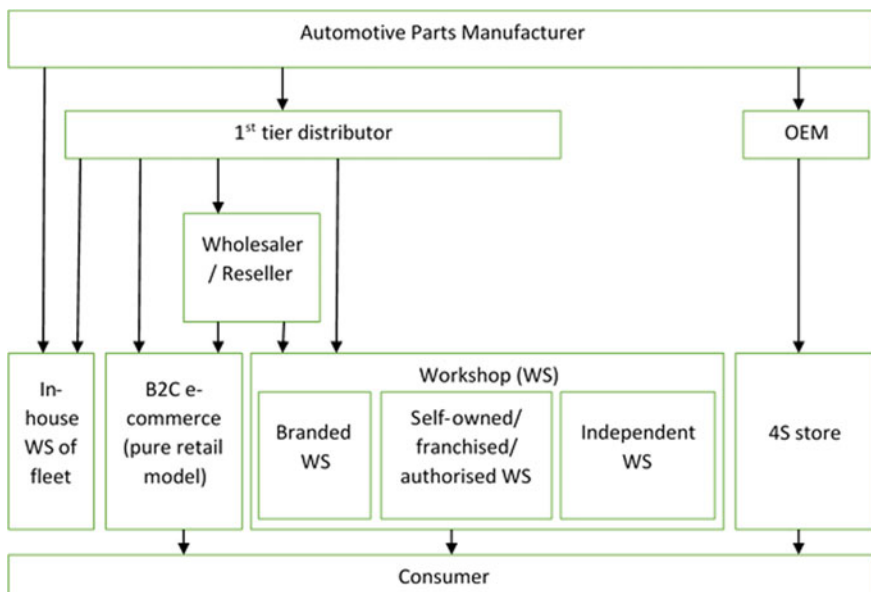 Automotive Parts Manufacturer
1st tier distributor
OEM
Wholesaler
/ Reseller
In-
house
WS of
fleet
B2C e-
commerce
(pure retail
model)
Workshop (WS)
Branded
WS
Self-owned/
franchised/
authorised WS
Independent
WS
4S store
Consumer